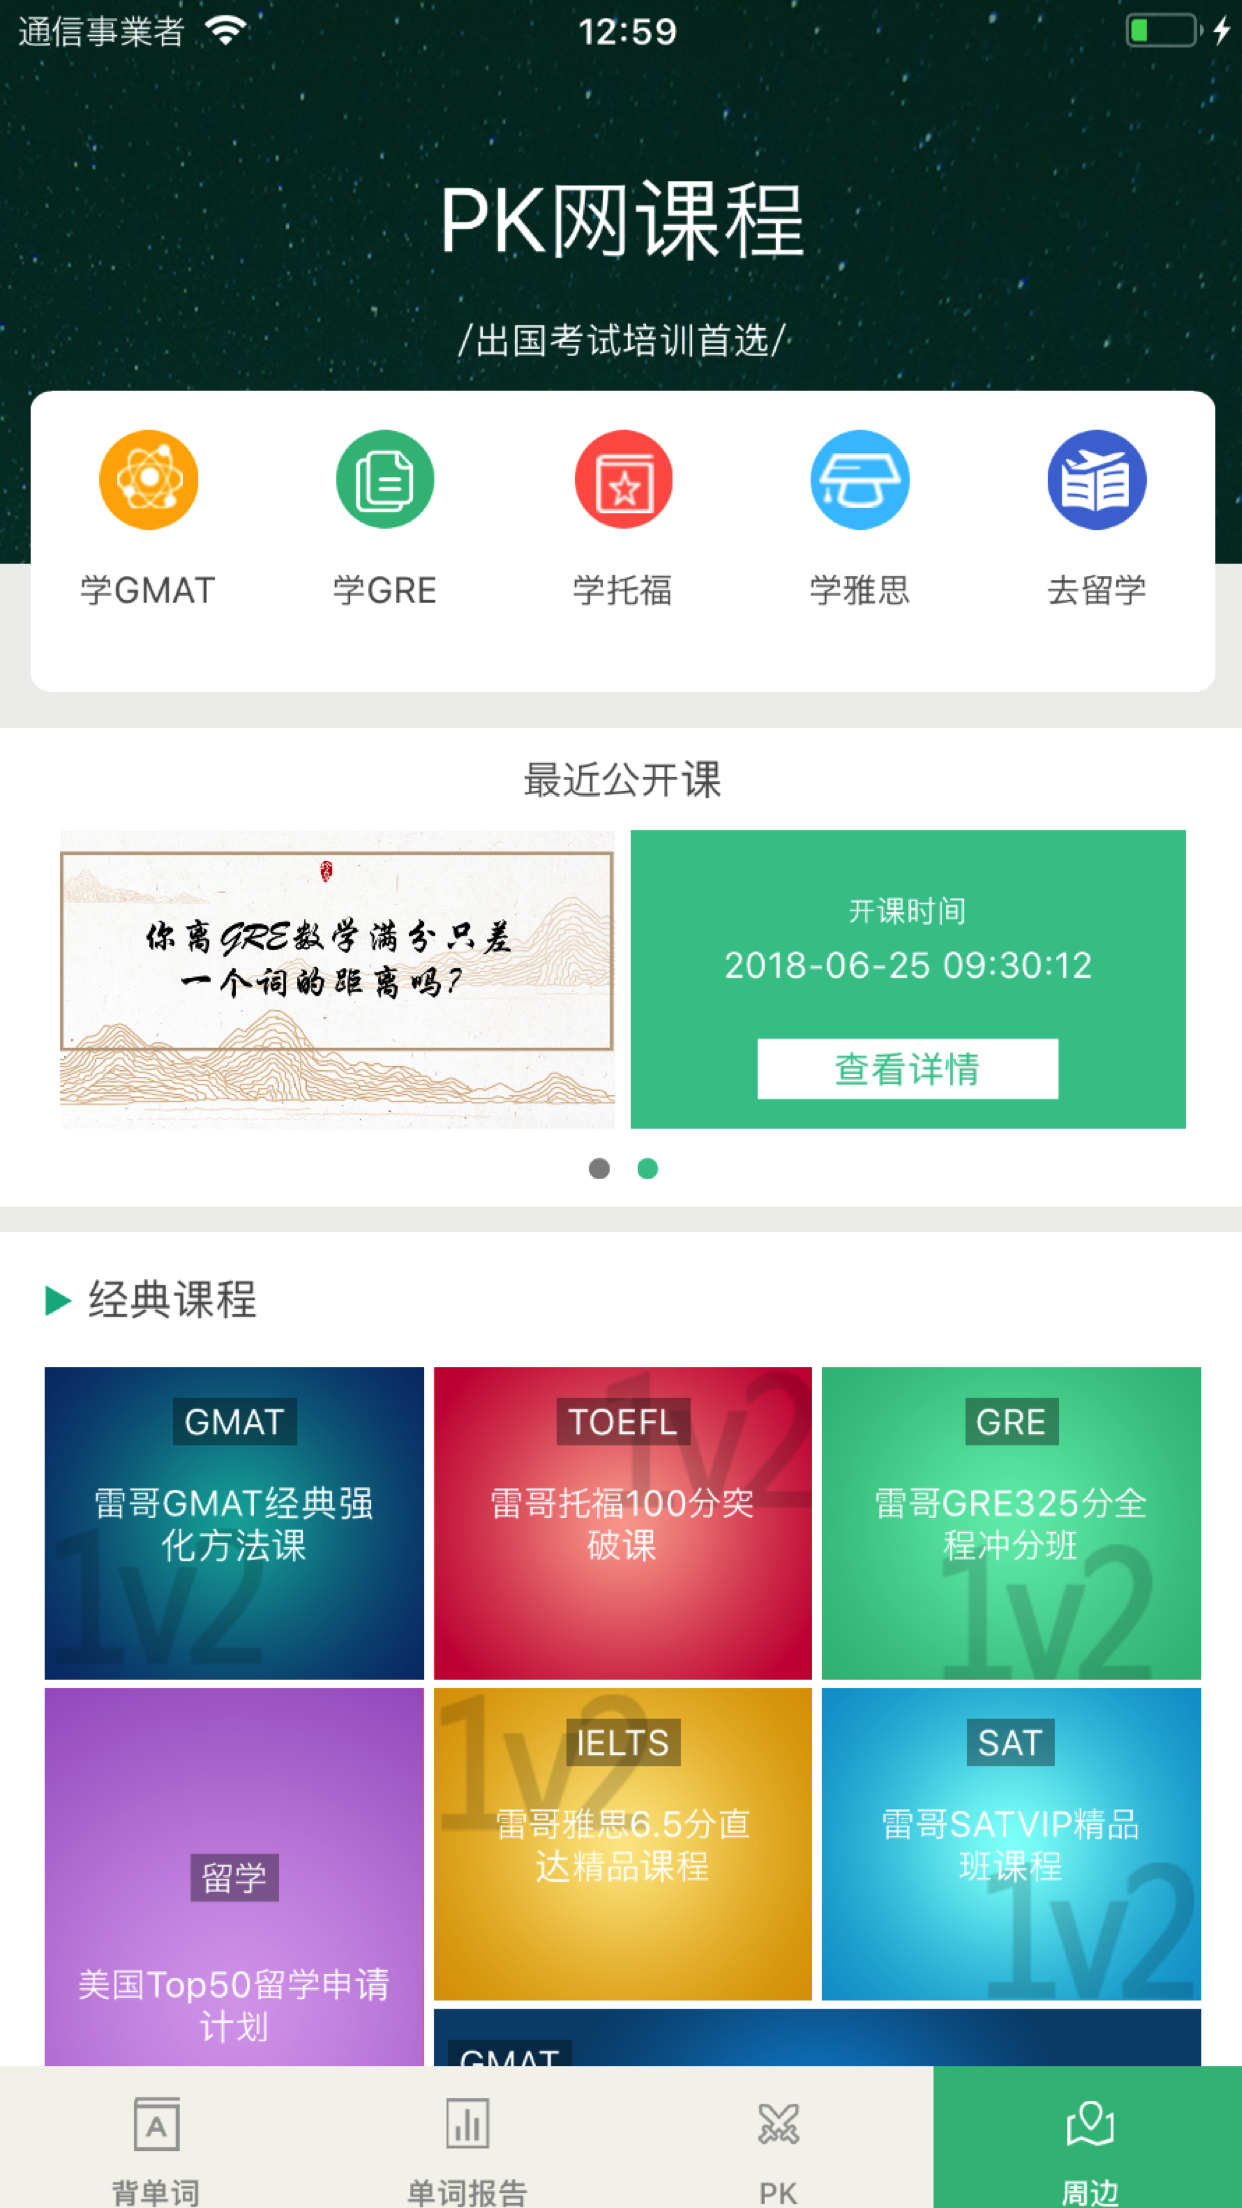 通信事業者
12:59
PK网课程
/出国考试培训首选/
学GMAT
学GRE
学托福
学雅思
去留学
最近公开课
你离GRE数学满分只差
一个词的距离吗?
开课时间
2018-06-25 09:30:12
查看详情
经典课程
GMAT
雷哥GMAT经典强
化方法课
1v2
TOEFL
雷哥托福100分突
破课
1v2
GRE
雷哥GRE325分全
程冲分班
1v2
留学
美国Top50留学申请
计划
IELTS
雷哥雅思6.5分直
达精品课程
1v2
SAT
雷哥SATVIP精品
班课程
1v2
GMAT
背单词
单词报告
PK
周边